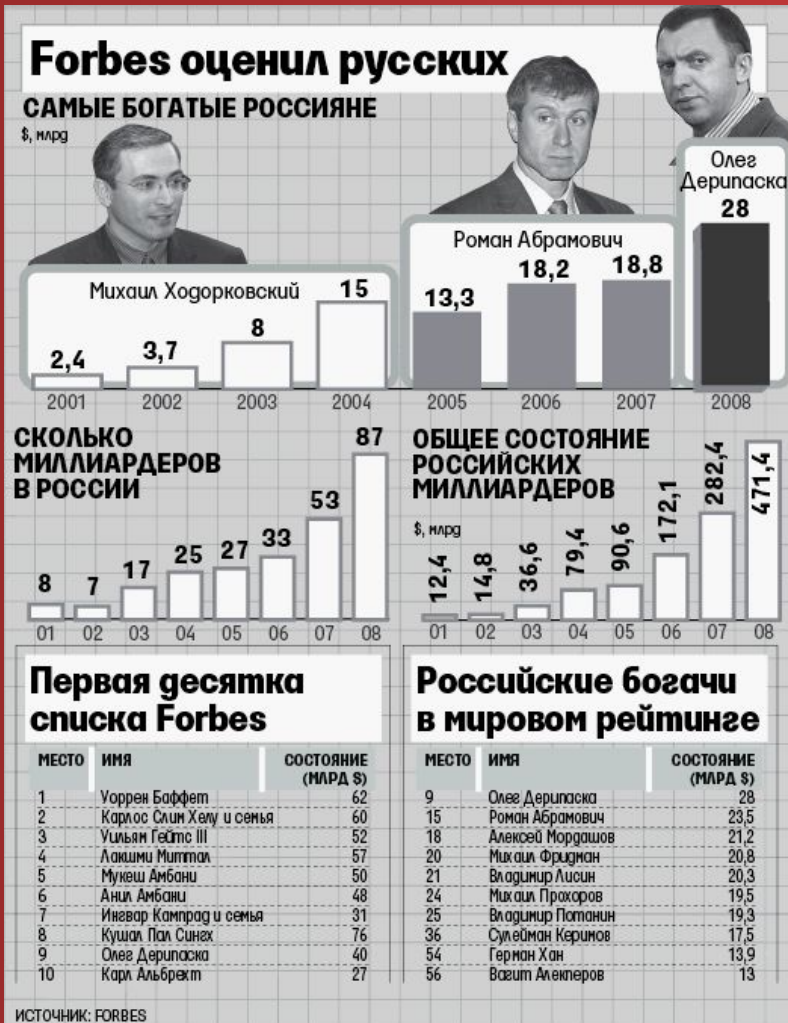 Forbes оценил русских
САМЫЕ БОГАТЫЕ РОССИЯНЕ
$, млрд
Михаил Ходорковский
2,4
3,7
8
15
2001
2002
2003
2004
Роман Абрамович
13,3
18,2
18,8
2005
2006
2007
Олег
Дерипаска
28
2008
СКОЛЬКО
МИЛЛИАРДЕРОВ
В РОССИИ
8
7
17
25
27
33
53
87
01 02 03 04 05 06 07 08
ОБЩЕЕ СОСТОЯНИЕ
РОССИЙСКИХ
МИЛЛИАРДЕРОВ
$, млрд
12,4
14,8
36,6
79,4
90,6
172,1
282,4
471,4
01 02 03 04 05 06 07 08
Первая десятка
списка Forbes
МЕСТО ИМЯ СОСТОЯНИЕ
(МЛРД $)
1 Уоррен Баффет 62
2 Карлос Слим Хелу и семья 60
3 Уильям Гейтс III 52
4 Лакшми Миттал 57
5 Мукеш Амбани 50
6 Анил Амбани 48
7 Ингвар Кампрад и семья 31
8 Кушал Пал Сингх 76
9 Олег Дерипаска 40
10 Карл Альбрехт 27
Российские богачи
в мировом рейтинге
МЕСТО ИМЯ СОСТОЯНИЕ
(МЛРД $)
9 Олег Дерипаска 28
15 Роман Абрамович 23,5
18 Алексей Мордашов 21,2
20 Михаил Фридман 20,8
21 Владимир Лисин 20,3
24 Михаил Прохоров 19,5
25 Владимир Потанин 19,3
36 Сулейман Керимов 17,5
54 Герман Хан 13,9
56 Вагит Алекперов 13
ИСТОЧНИК: FORBES